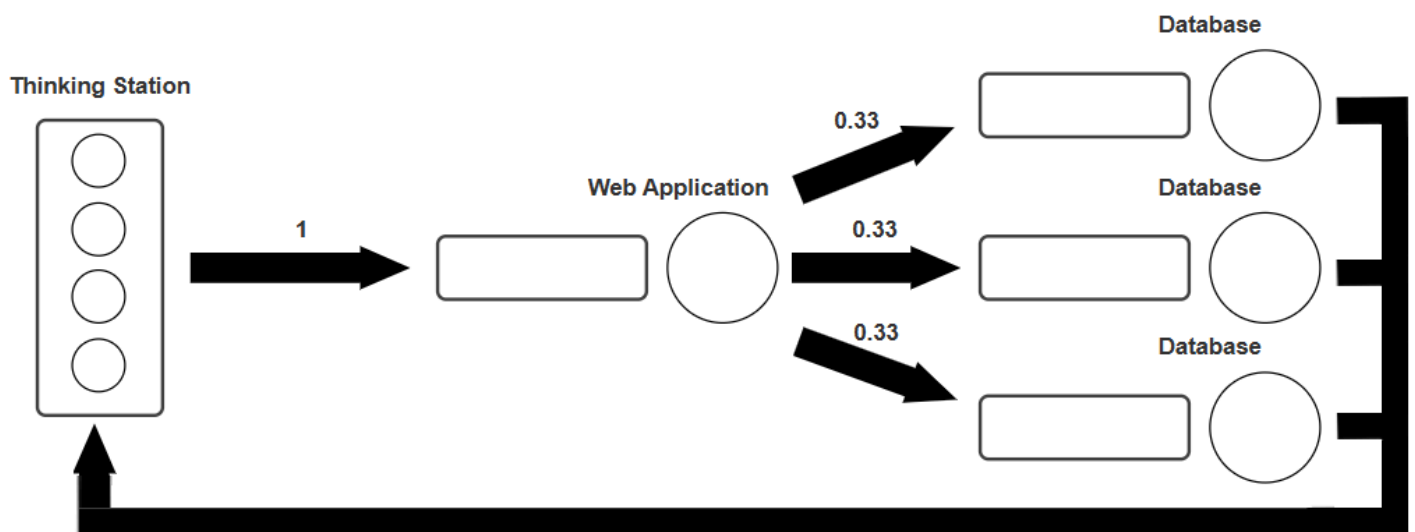 Thinking Station
1
Web Application
0.33
0.33
0.33
Database
Database
Database